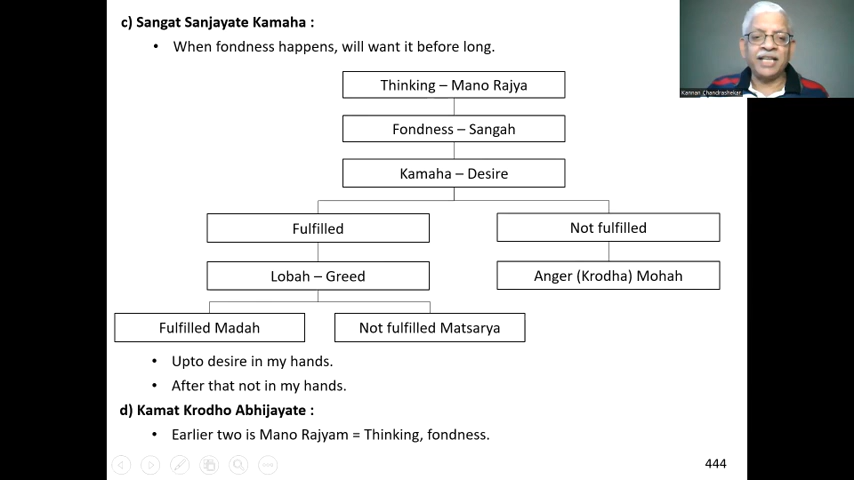 c) Sangat Sanjayate Kamaha :
• When fondness happens, will want it before long.
Thinking – Mano Rajya
Fondness – Sangah
Kamaha – Desire
Fulfilled
Not fulfilled
Lobah – Greed
Anger (Krodha) Mohah
Fulfilled Madah
Not fulfilled Matsarya
• Upto desire in my hands.
• After that not in my hands.
d) Kamat Krodho Abhijayate :
• Earlier two is Mano Rajyam = Thinking, fondness.
444
Kannan Chandrashekar